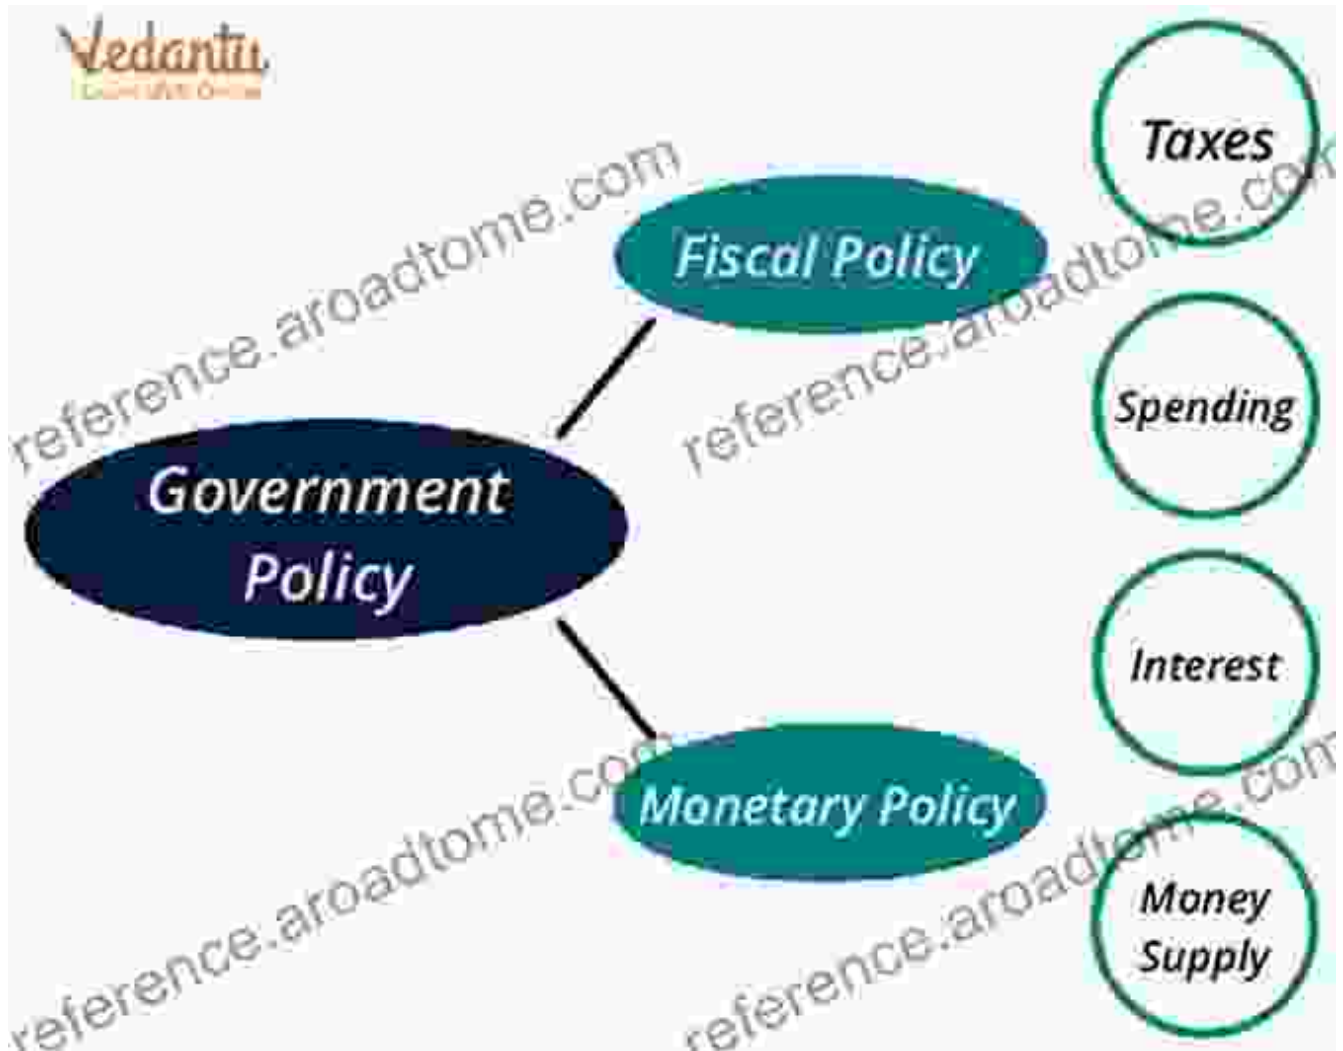 Vedantu
Taxes
reference.aroadtome.com
Fiscal Policy
reference.aroadtome.com
Spending
Government
Policy
Interest
Monetary Policy
reference.aroadtome.com
reference.aroadtome.com
Money
Supply